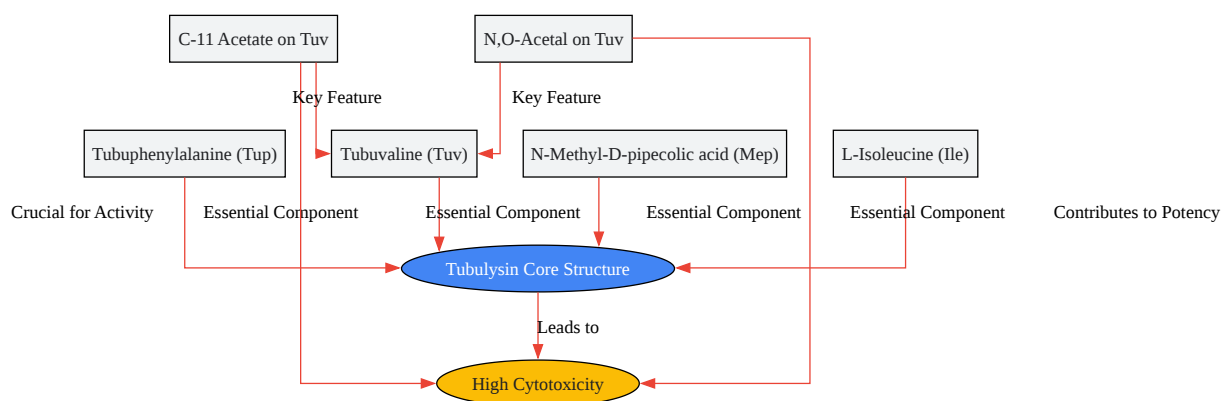 C-11 Acetate on Tuv
N,O-Acetal on Tuv
Key Feature
Key Feature
Tubuphenylalanine (Tup)
Tubuvaline (Tuv)
N-Methyl-D-pipecolic acid (Mep)
L-Isoleucine (Ile)
Crucial for Activity
Essential Component
Essential Component
Essential Component
Essential Component
Contributes to Potency
Tubulysin Core Structure
Leads to
High Cytotoxicity